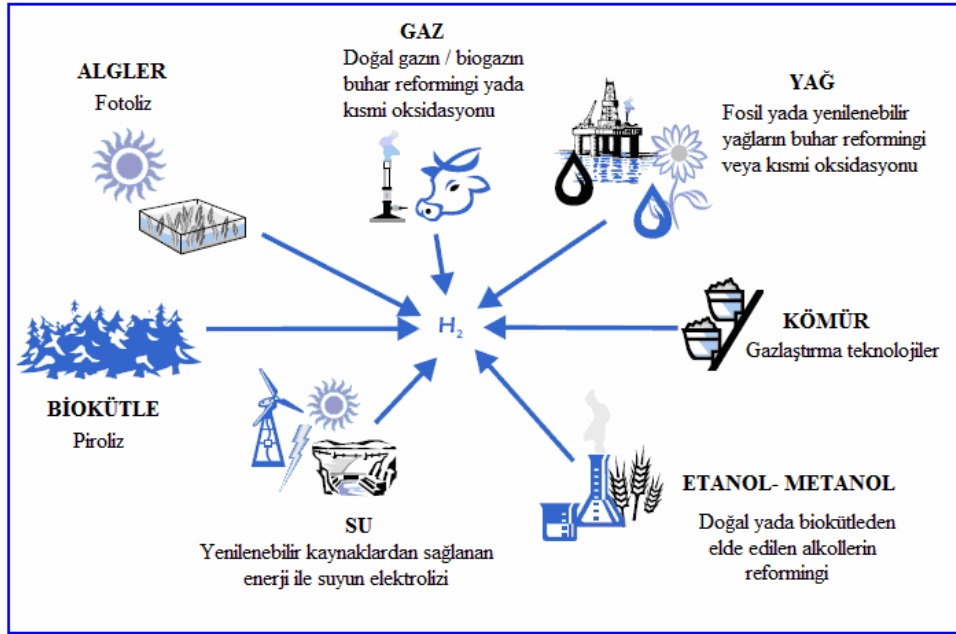 GAZ
Doğal gazın / biogazın
buhar reformingi yada
kısmi oksidasyonu
ALGLER
Fotoliz
YAĞ
Fosil yada yenilenebilir
yağların buhar reformingi
veya kısmi oksidasyonu
H2
KÖMÜR
Gazlaştırma teknolojiler
BİOKÜTLE
Piroliz
ETANOL- METANOL
Doğal yada biokütleden
elde edilen alkollerin
reformingi
SU
Yenilenebilir kaynaklardan sağlanan
enerji ile suyun elektrolizi